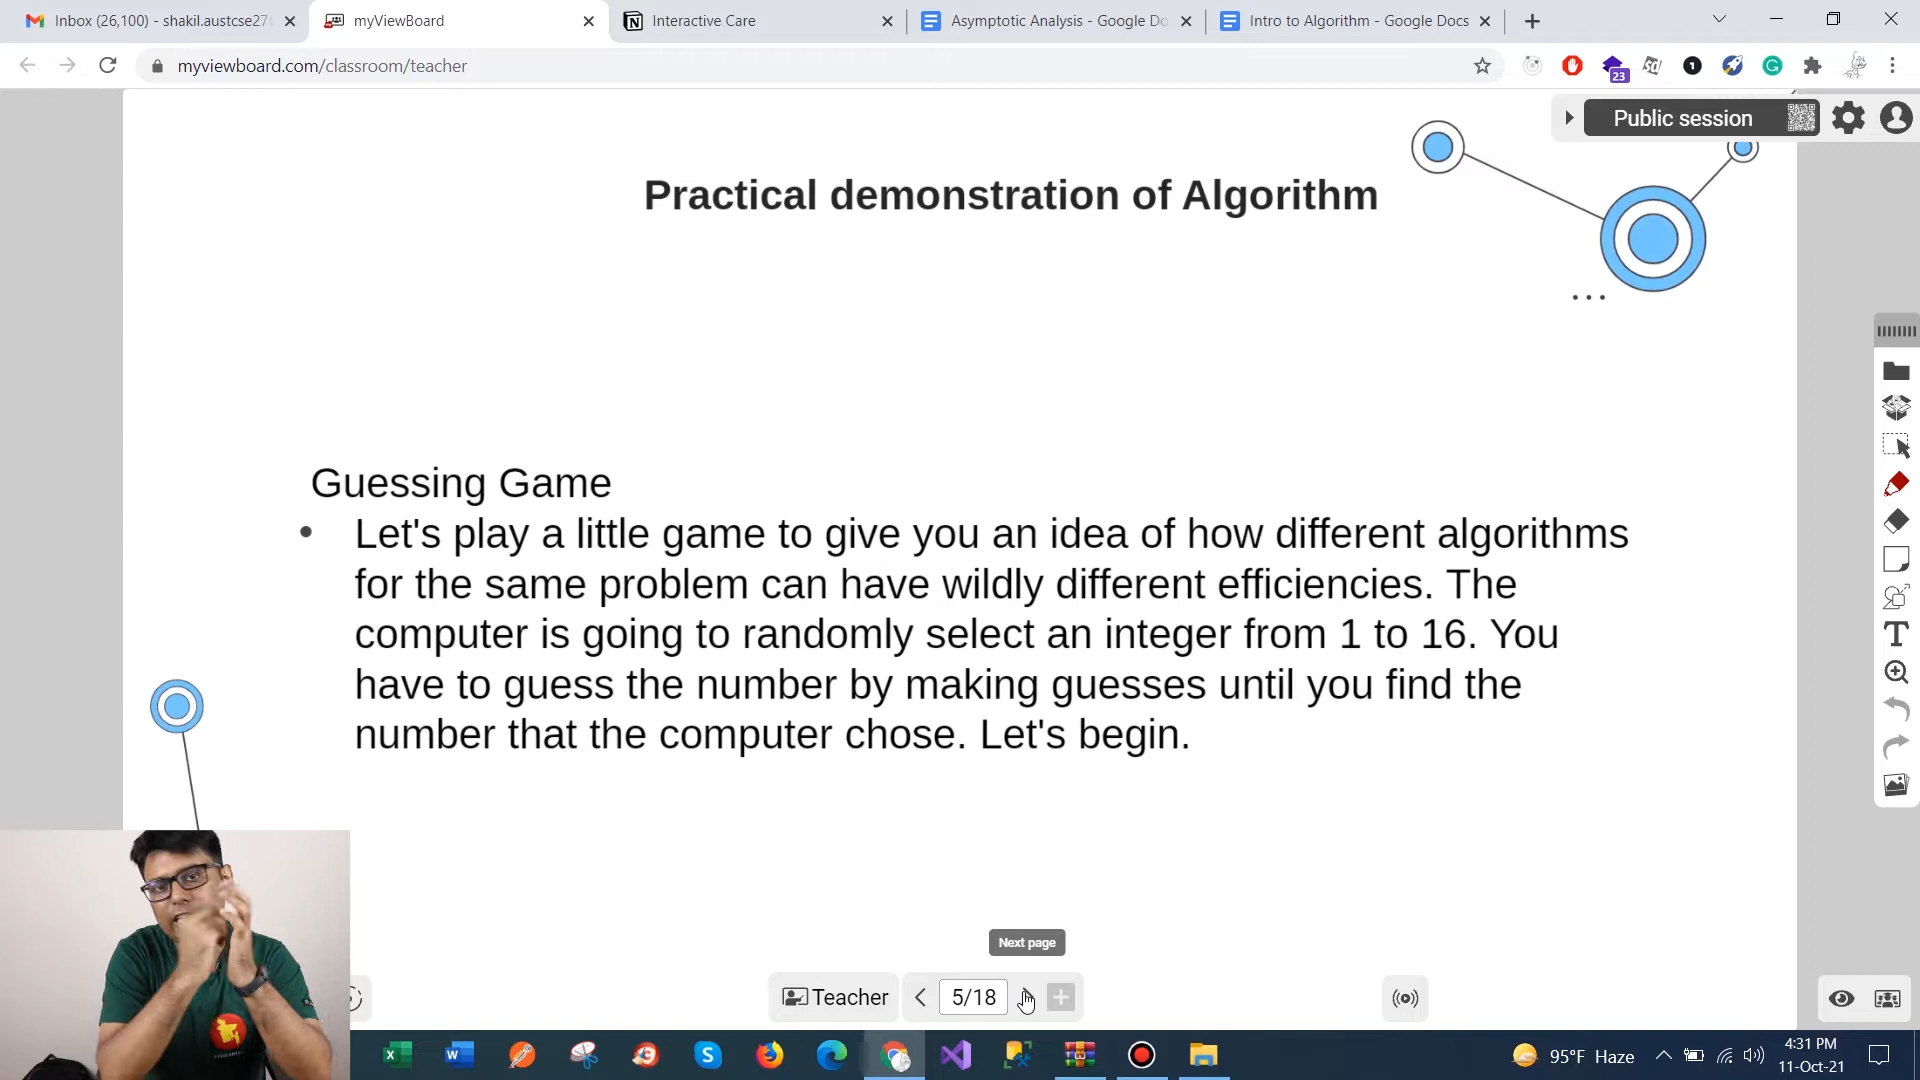 Inbox (26,100) - shakil.austcse27
myViewBoard
Interactive Care
Asymptotic Analysis - Google Do
Intro to Algorithm - Google Docs
myviewboard.com/classroom/teacher
23
Public session
Practical demonstration of Algorithm
Guessing Game
• Let's play a little game to give you an idea of how different algorithms
for the same problem can have wildly different efficiencies. The
computer is going to randomly select an integer from 1 to 16. You
have to guess the number by making guesses until you find the
number that the computer chose. Let's begin.
Next page
Teacher
5/18
95°F Haze
4:31 PM
11-Oct-21